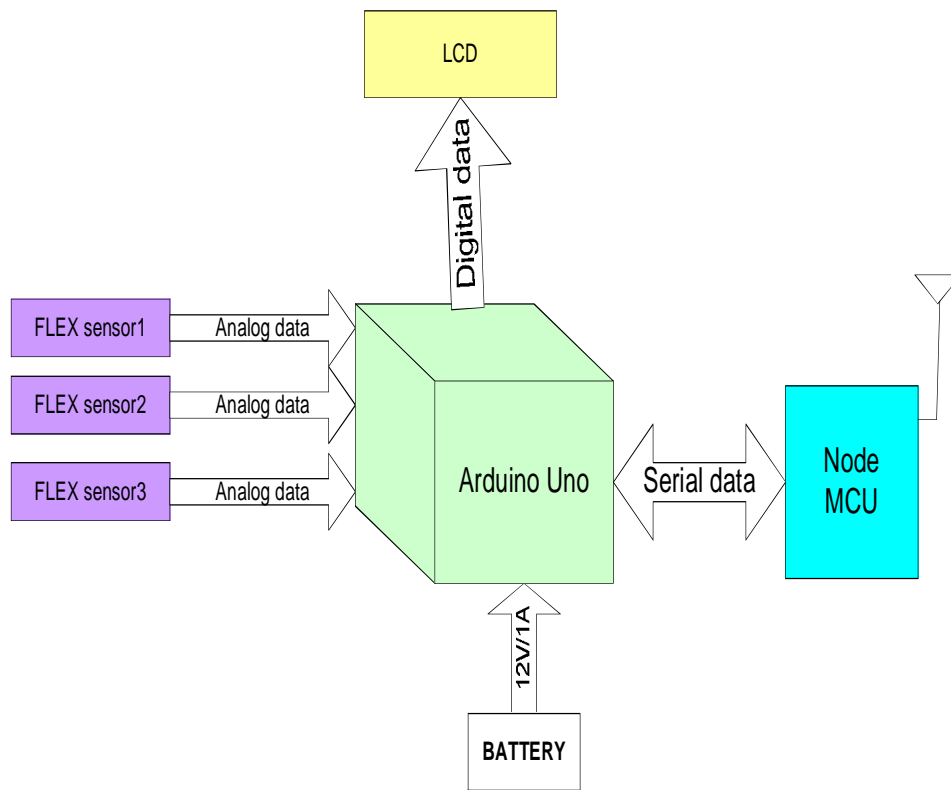 LCD
Digital data
FLEX sensor1
Analog data
FLEX sensor2
Analog data
FLEX sensor3
Analog data
Arduino Uno
Serial data
Node
MCU
12V/1A
BATTERY